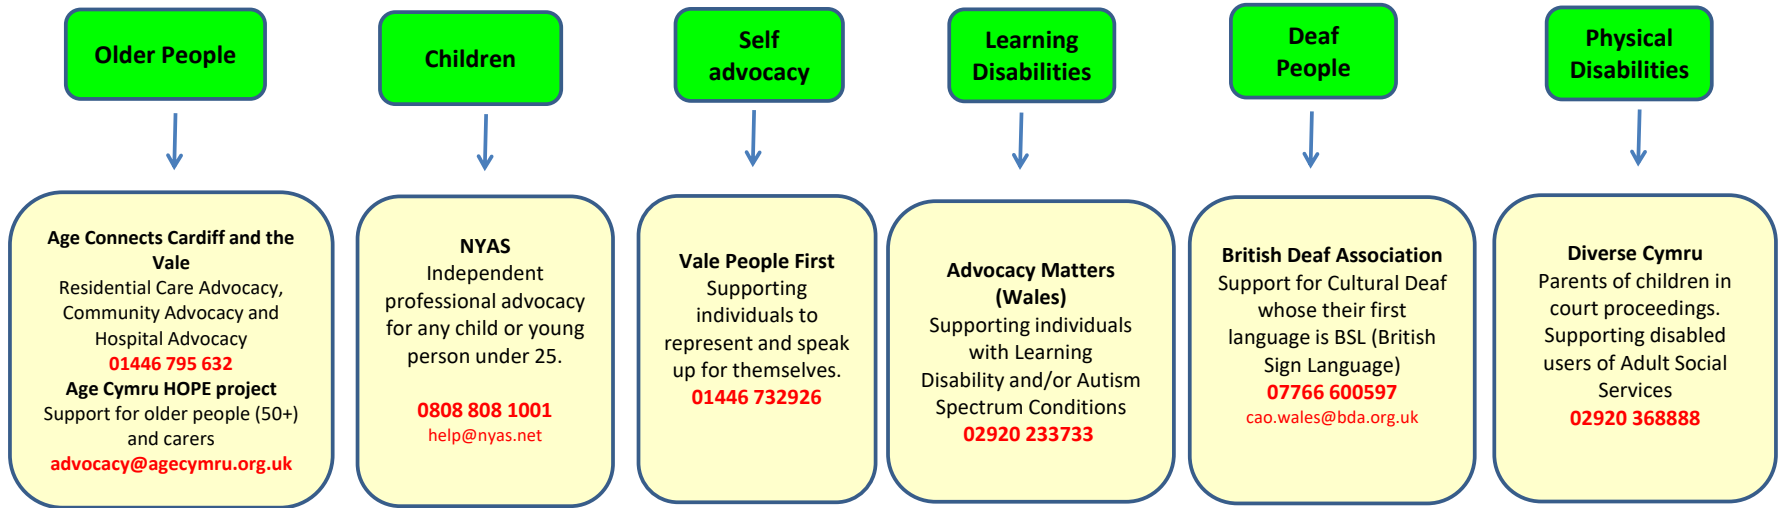 Older People
Children
Self
advocacy
Learning
Disabilities
Deaf
People
Physical
Disabilities
Age Connects Cardiff and the
Vale
Residential Care Advocacy,
Community Advocacy and
Hospital Advocacy
01446 795 632
Age Cymru HOPE project
Support for older people (50+)
and carers
advocacy@agecymru.org.uk
NYAS
Independent
professional advocacy
for any child or young
person under 25.
0808 808 1001
help@nyas.net
Vale People First
Supporting
individuals to
represent and speak
up for themselves.
01446 732926
Advocacy Matters
(Wales)
Supporting individuals
with Learning
Disability and/or Autism
Spectrum Conditions
02920 233733
British Deaf Association
Support for Cultural Deaf
whose their first
language is BSL (British
Sign Language)
07766 600597
cao.wales@bda.org.uk
Diverse Cymru
Parents of children in
court proceedings.
Supporting disabled
users of Adult Social
Services
02920 368888